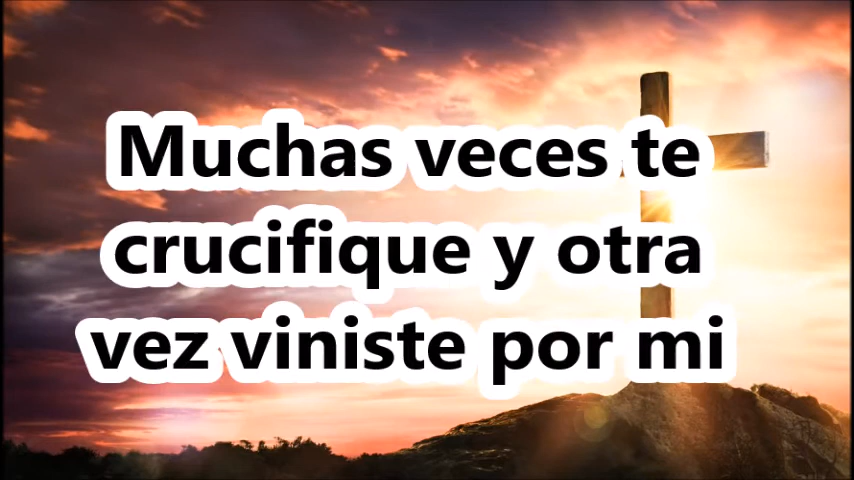 Muchas veces te
crucifique y otra
vez viniste por mi